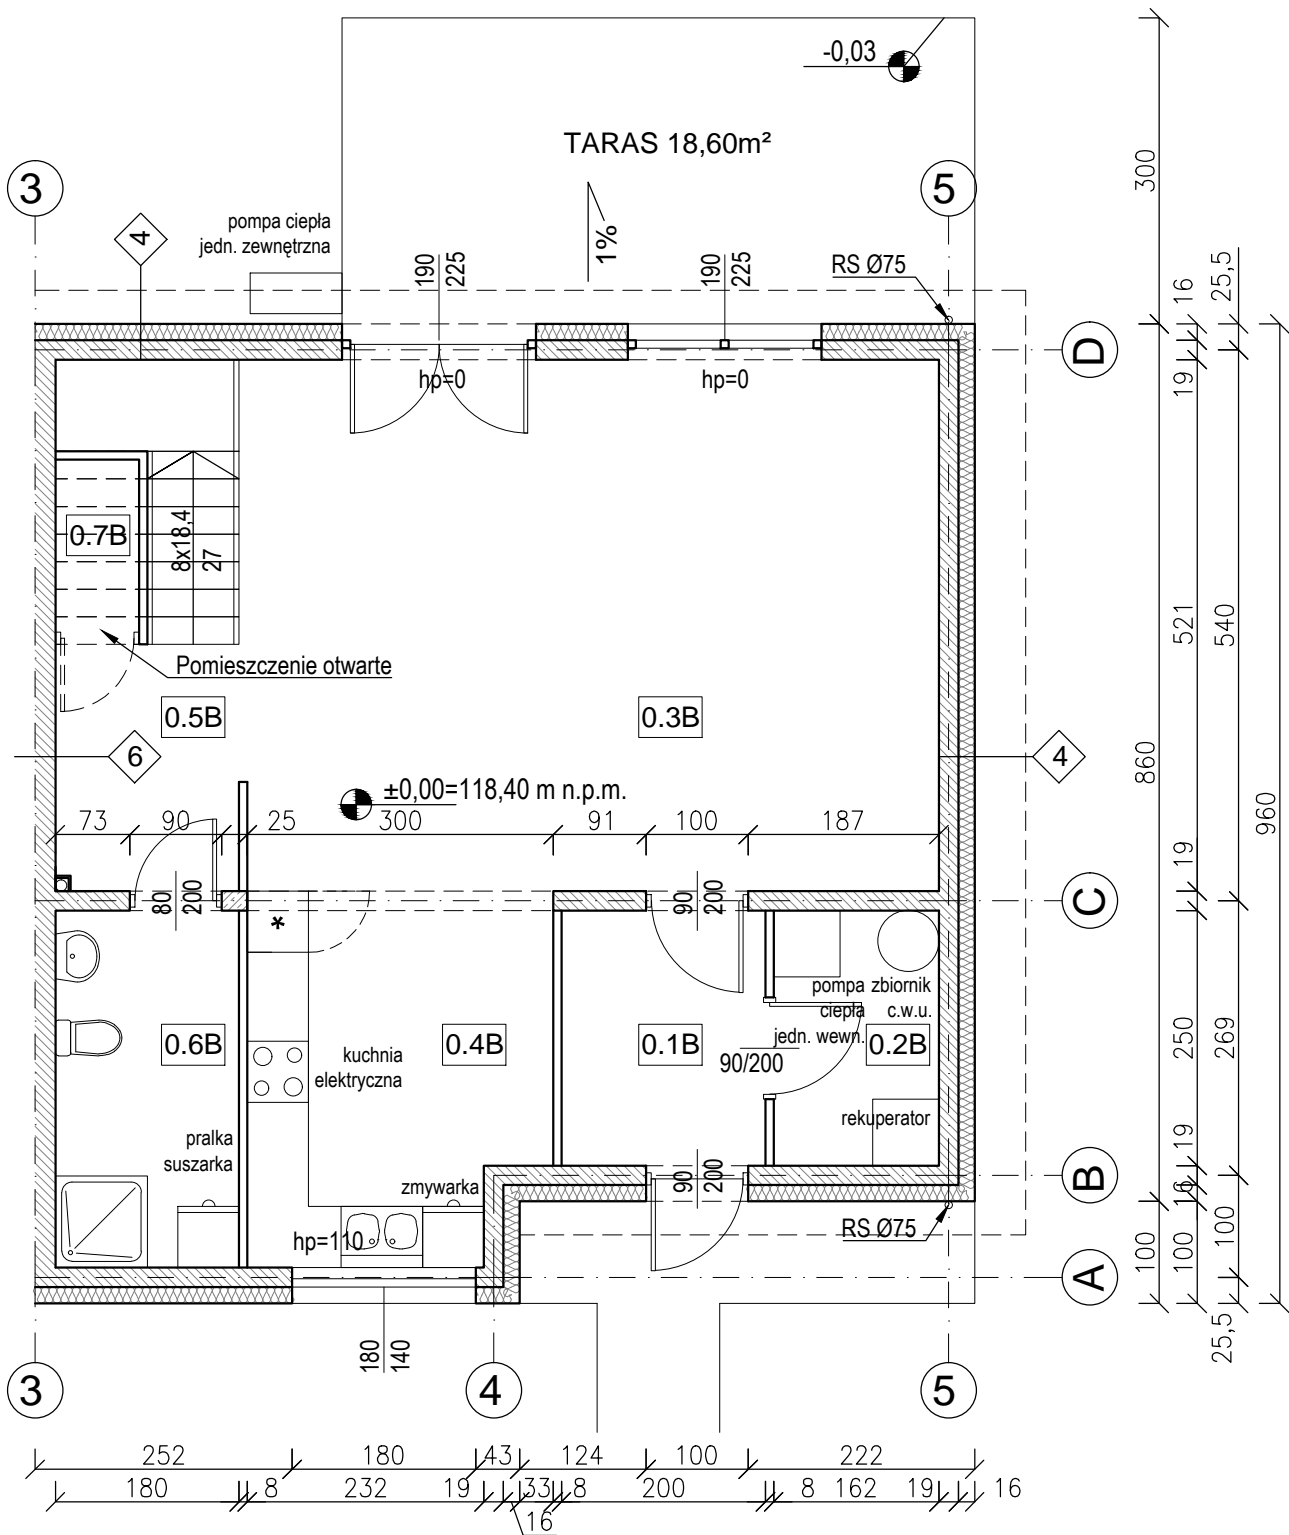 -0,03
TARAS 18,60m²
3
5
300
pompa ciepła
jedn. zewnętrzna
4
1%
190
225
190
225
RS Ø75
16
25,5
hp=0
hp=0
D
19
0.7B
8x18,4
27
Pomieszczenie otwarte
521
540
0.5B
0.3B
6
4
860
960
±0,00=118,40 m n.p.m.
73
90
25
300
91
100
187
19
80
200
*
90
200
C
pompa
ciepła
jedn. wewn.
zbiornik
c.w.u.
0.6B
kuchnia
elektryczna
0.4B
0.1B
90/200
0.2B
250
269
rekuperator
pralka
suszarka
19
zmywarka
90
200
B
16
hp=110
RS Ø75
100
100
100
A
25,5
180
140
3
4
5
252
180
43
124
100
222
180
8
232
19
33
8
200
8
162
19
16
16